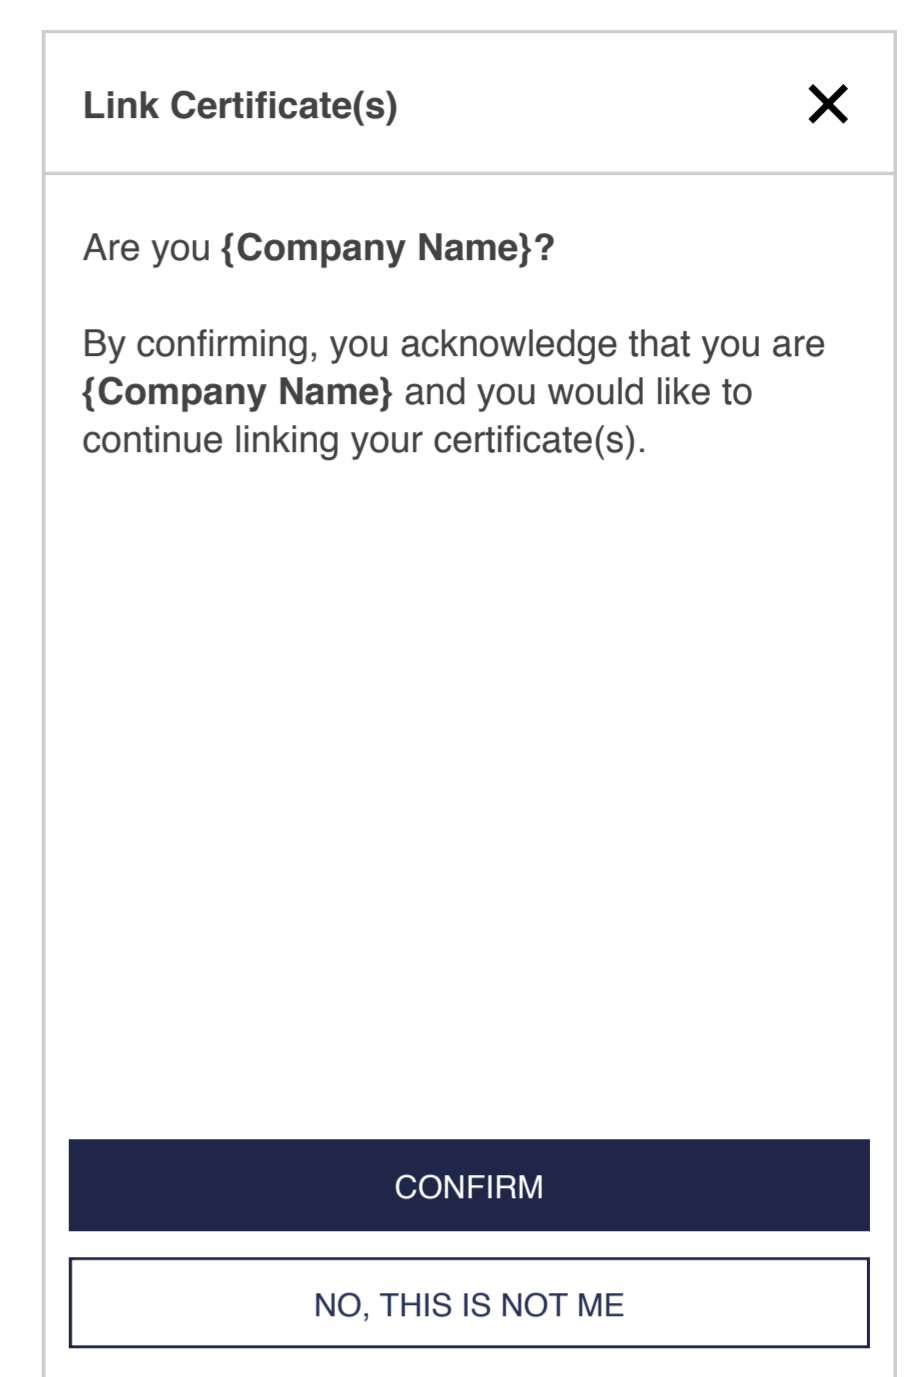 Link Certificate(s)
Are you {Company Name}?
By confirming, you acknowledge that you are
{Company Name} and you would like to
continue linking your certificate(s).
CONFIRM
NO, THIS IS NOT ME